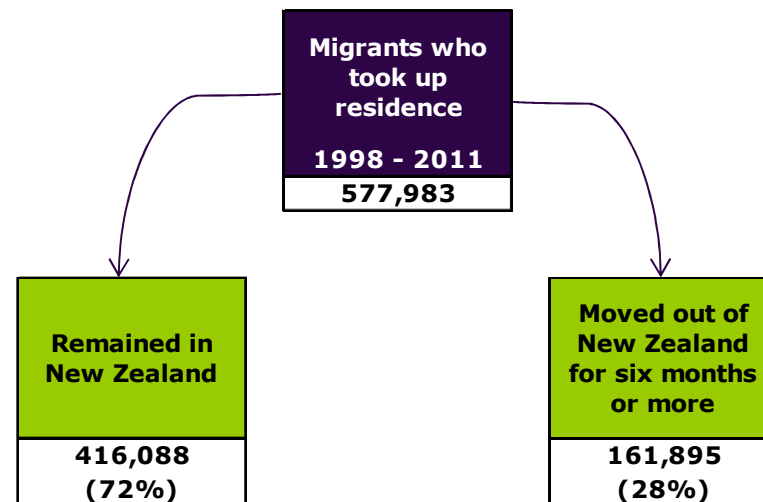 Migrants who
took up
residence
1998 - 2011
577,983
Remained in
New Zealand
416,088
(72%)
Moved out of
New Zealand
for six months
or more
161,895
(28%)